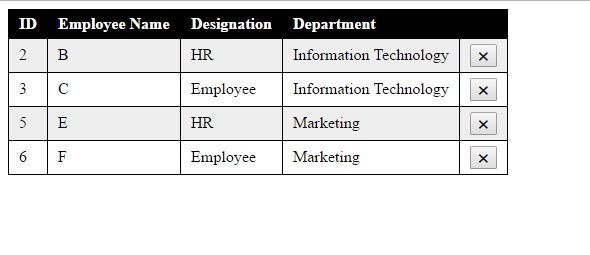 ID Employee Name Designation Department
2 B HR Information Technology ×
3 C Employee Information Technology ×
5 E HR Marketing ×
6 F Employee Marketing ×